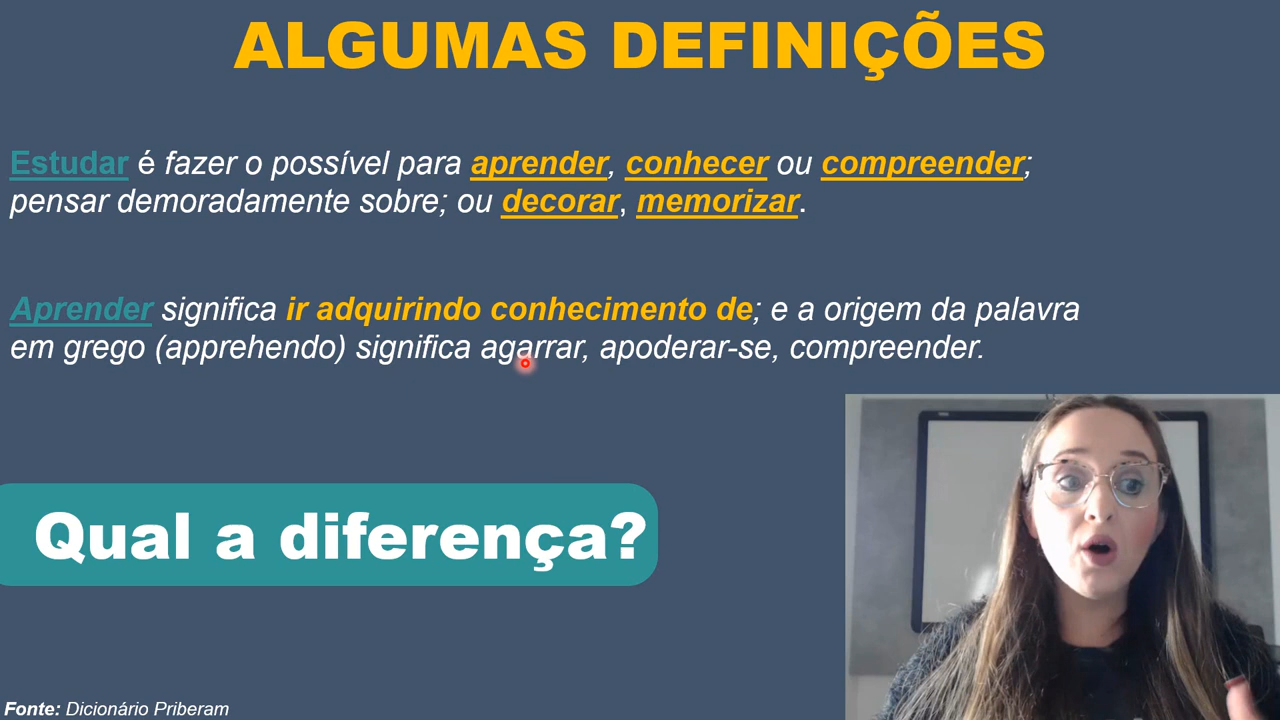 ALGUMAS DEFINIÇÕES
Estudar é fazer o possível para aprender, conhecer ou compreender;
pensar demoradamente sobre; ou decorar, memorizar.
Aprender significa ir adquirindo conhecimento de; e a origem da palavra
em grego (apprehendo) significa agarrar, apoderar-se, compreender.
Qual a diferença?
Fonte: Dicionário Priberam